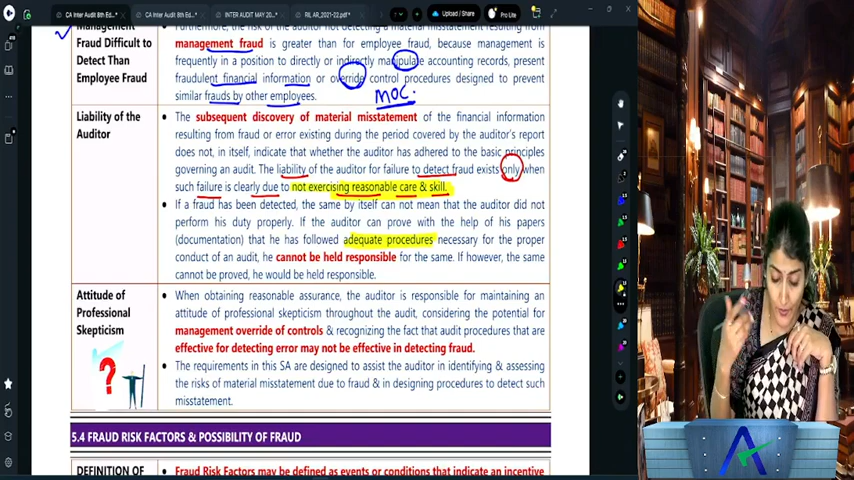 CA Inter Audit 8th Ed...*
CA Inter Audit 8th Ed...*
INTER AUDIT MAY 20...
RIL AR_2021-22.pdf*
Upload / Share
Pro Lite
Management
Fraud Difficult to
Detect Than
Employee Fraud
Furthermore, the risk of the auditor not detecting a material misstatement resulting from
management fraud is greater than for employee fraud, because management is
frequently in a position to directly or indirectly manipulate accounting records, present
fraudulent financial information or override control procedures designed to prevent
similar frauds by other employees.
MOC.
Liability of the
Auditor
• The subsequent discovery of material misstatement of the financial information
resulting from fraud or error existing during the period covered by the auditor's report
does not, in itself, indicate that whether the auditor has adhered to the basic principles
governing an audit. The liability of the auditor for failure to detect fraud exists only when
such failure is clearly due to not exercising reasonable care & skill.
• If a fraud has been detected, the same by itself can not mean that the auditor did not
perform his duty properly. If the auditor can prove with the help of his papers
(documentation) that he has followed adequate procedures necessary for the proper
conduct of an audit, he cannot be held responsible for the same. If however, the same
cannot be proved, he would be held responsible.
Attitude of
Professional
Skepticism
• When obtaining reasonable assurance, the auditor is responsible for maintaining an
attitude of professional skepticism throughout the audit, considering the potential for
management override of controls & recognizing the fact that audit procedures that are
effective for detecting error may not be effective in detecting fraud.
• The requirements in this SA are designed to assist the auditor in identifying & assessing
the risks of material misstatement due to fraud & in designing procedures to detect such
misstatement.
?
5.4 FRAUD RISK FACTORS & POSSIBILITY OF FRAUD
DEFINITION OF
• Fraud Risk Factors may be defined as events or conditions that indicate an incentive